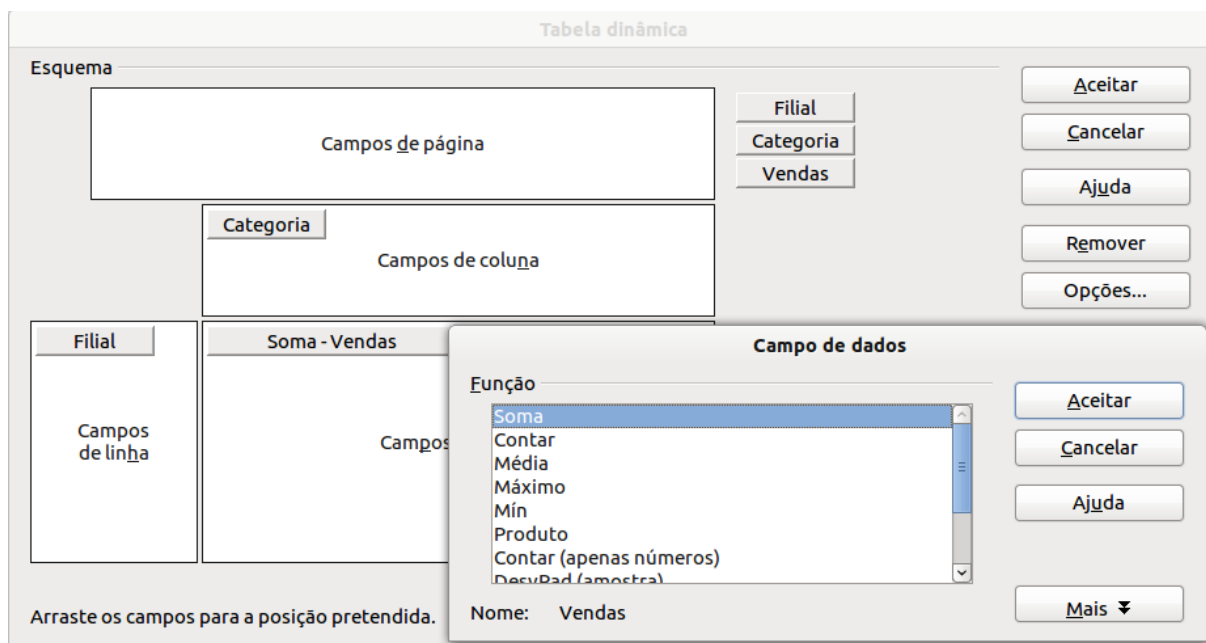 Tabela dinâmica
Esquema
Campos de página
Filial
Categoria
Vendas
Aceitar
Cancelar
Ajuda
Remover
Opções...
Categoria
Campos de coluna
Filial
Campos
de linha
Soma - Vendas
Campos
Arraste os campos para a posição pretendida.
Campo de dados
Função
Soma
Contar
Média
Máximo
Mín
Produto
Contar (apenas números)
DesvPad (amostra)
Nome: Vendas
Aceitar
Cancelar
Ajuda
Mais